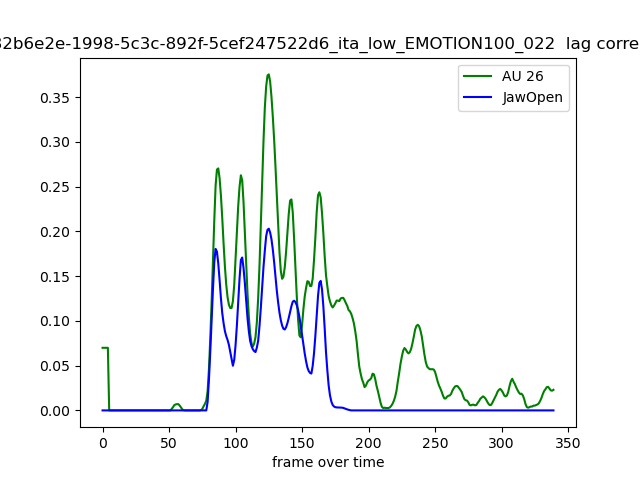 32b6e2e-1998-5c3c-892f-5cef247522d6_ita_low_EMOTION100_022 lag corre
AU 26
JawOpen
0.35
0.30
0.25
0.20
0.15
0.10
0.05
0.00
0 50 100 150 200 250 300 350
frame over time